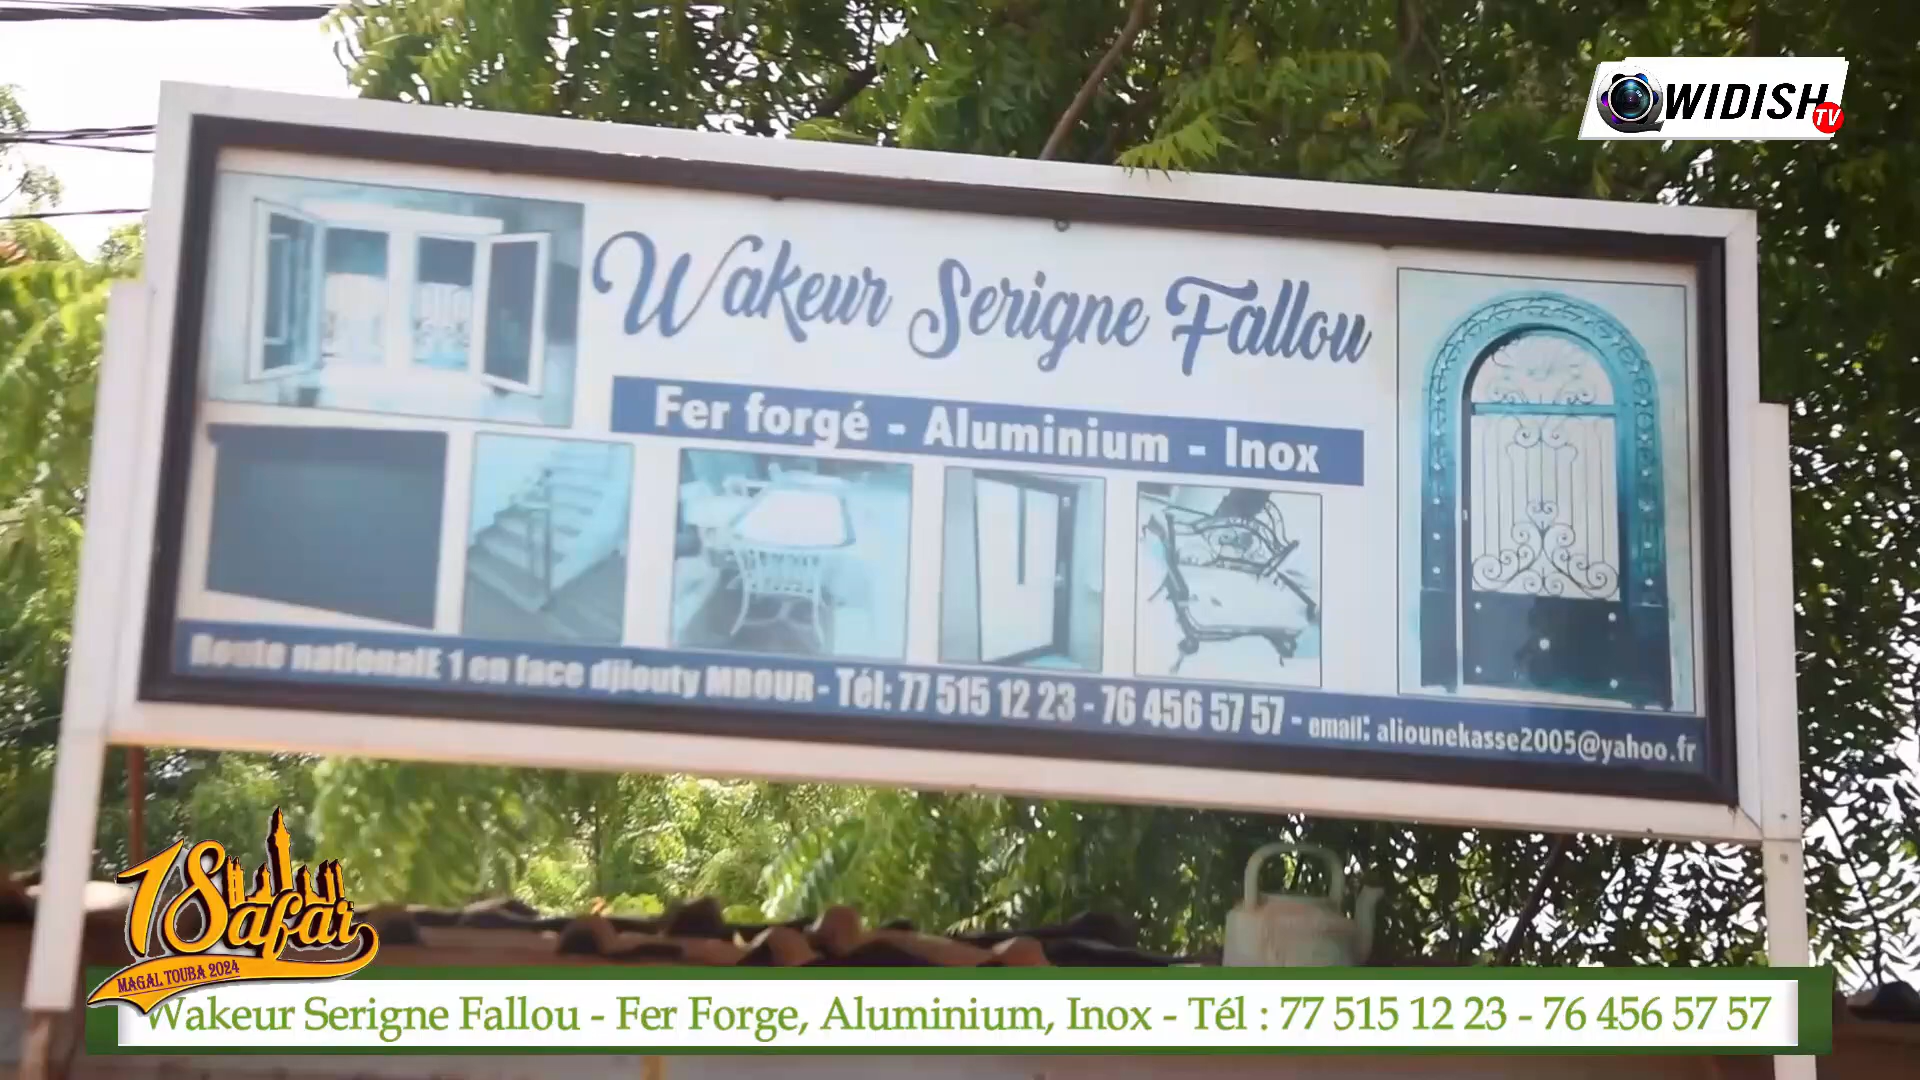 WIDISH TV
Wakeur Serigne Fallou
Fer forgé - Aluminium - Inox
Route nationalE 1 en face djiouty MBOUR - Tél: 77 515 12 23 - 76 456 57 57 - email: aliounekasse2005@yahoo.fr
18 Safar
MAGAL TOUBA 2024
Wakeur Serigne Fallou - Fer Forge, Aluminium, Inox - Tél : 77 515 12 23 - 76 456 57 57